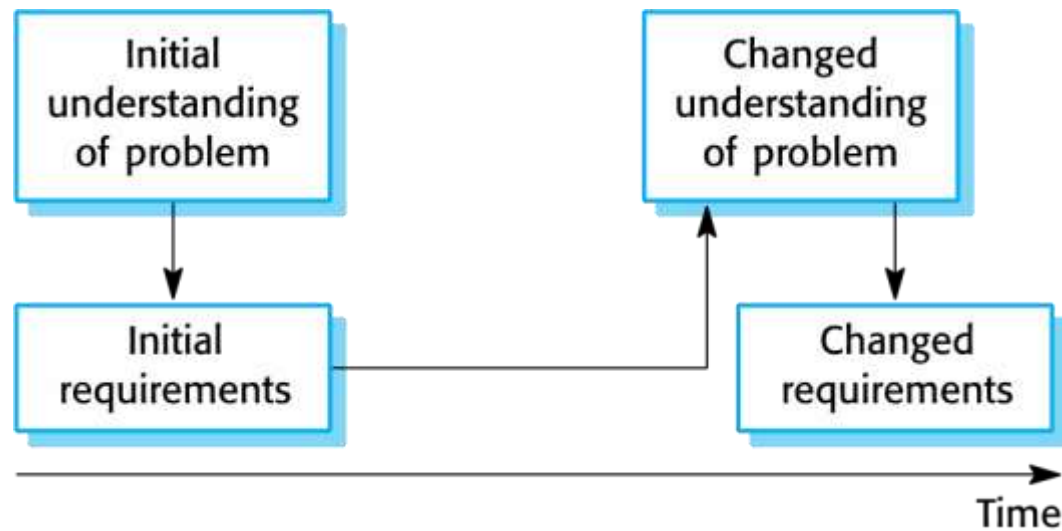 Initial
understanding
of problem
Changed
understanding
of problem
Initial
requirements
Changed
requirements
Time